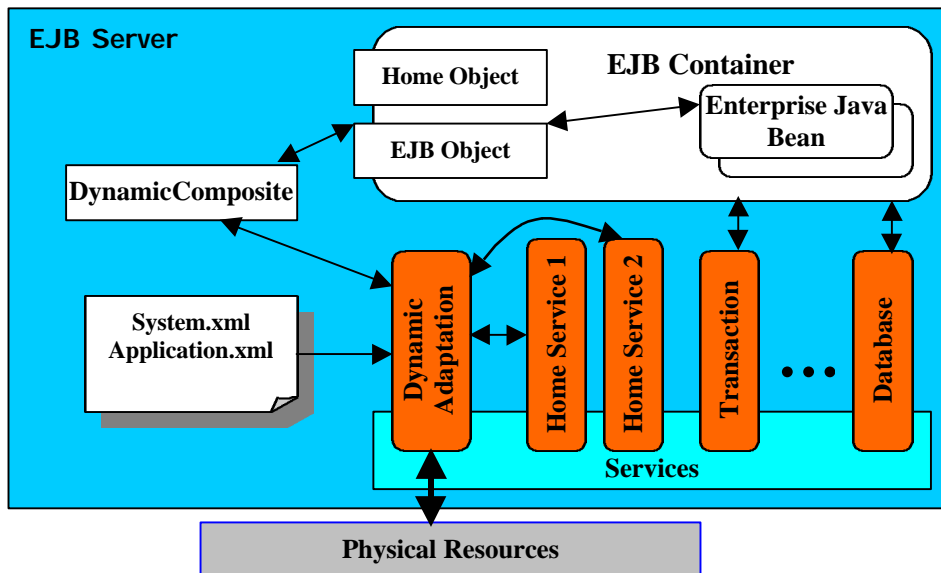 EJB Server
Home Object
EJB Container
Enterprise Java
Bean
EJB Object
DynamicComposite
System.xml
Application.xml
Dynamic
Adaptation
Home Service 1
Home Service 2
Transaction
Database
Services
Physical Resources